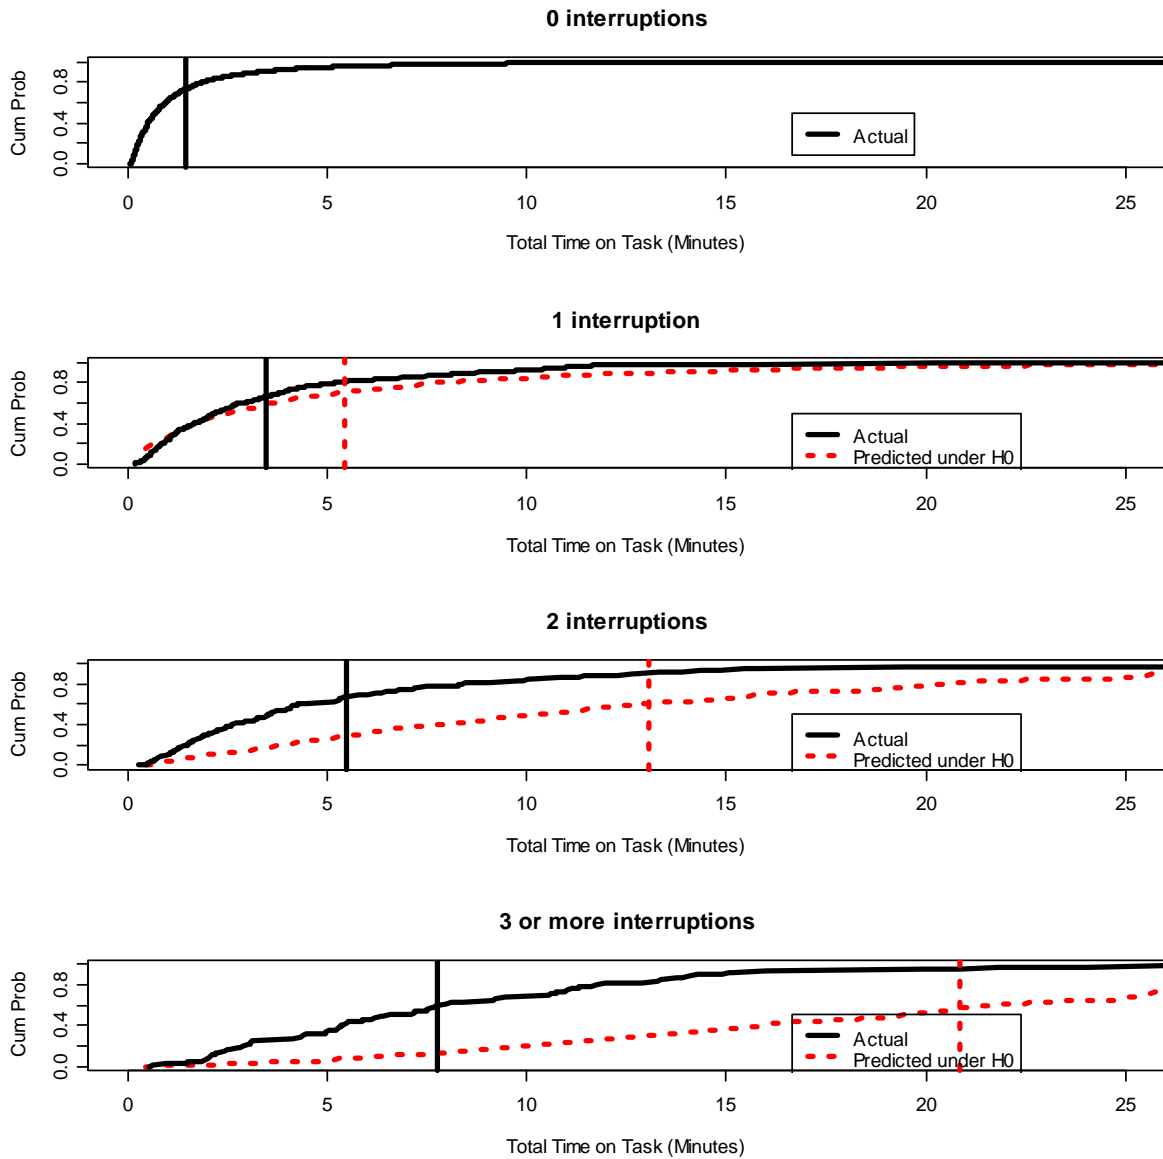 0 interruptions
Cum Prob
0.0 0.4 0.8
Actual
0 5 10 15 20 25
Total Time on Task (Minutes)
1 interruption
Cum Prob
0.0 0.4 0.8
Actual
Predicted under H0
0 5 10 15 20 25
Total Time on Task (Minutes)
2 interruptions
Cum Prob
0.0 0.4 0.8
Actual
Predicted under H0
0 5 10 15 20 25
Total Time on Task (Minutes)
3 or more interruptions
Cum Prob
0.0 0.4 0.8
Actual
Predicted under H0
0 5 10 15 20 25
Total Time on Task (Minutes)